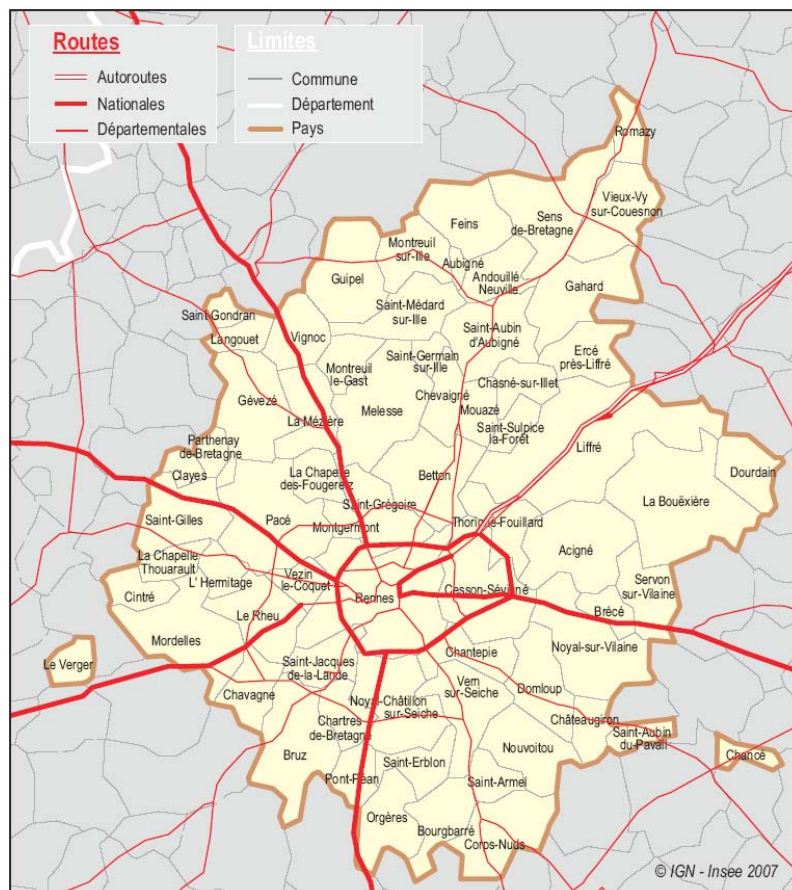 Routes
Autoroutes
Nationales
Départementales
Limites
Commune
Département
Pays
Romazy
Vieux-Vy
sur-Couesnon
Sens
de-Bretagne
Feins
Montreuil
sur-Ille
Aubigné
Andouillé
Neuville
Gahard
Guipel
Saint-Médard
sur-Ille
Saint Gondran
Langouet
Vignoc
Saint-Aubin
d'Aubigné
Ercé
près-Liffré
Montreuil
le-Gast
Saint-Germain
sur-Ille
Chasné-sur-Illet
Chevaigné
Mouazé
Gévezé
La Mézière
Melesse
Saint-Sulpice
la-Forêt
Liffré
Parthenay
de-Bretagne
Clayes
La Chapelle
des-Fougeretz
Betton
Dourdain
La Bouëxière
Saint-Grégoire
Saint-Gilles
Pacé
Montgermont
Thorigné-Fouillard
Acigné
La Chapelle
Thouarault
L' Hermitage
Vezin
le-Coquet
Rennes
Cesson-Sévigné
Servon
sur-Vilaine
Cintré
Le Rheu
Brécé
Mordelles
Chantepie
Noyal-sur-Vilaine
Le Verger
Saint-Jacques
de-la-Lande
Vern
sur-Seiche
Domloup
Chavagne
Noyal-Châtillon
sur-Seiche
Châteaugiron
Chartres
de-Bretagne
Saint-Aubin
du-Pavail
Bruz
Nouvoitou
Chancé
Saint-Erblon
Pont-Péan
Saint-Armel
Orgères
Bourgbarré
Corps-Nuds
© IGN - Insee 2007